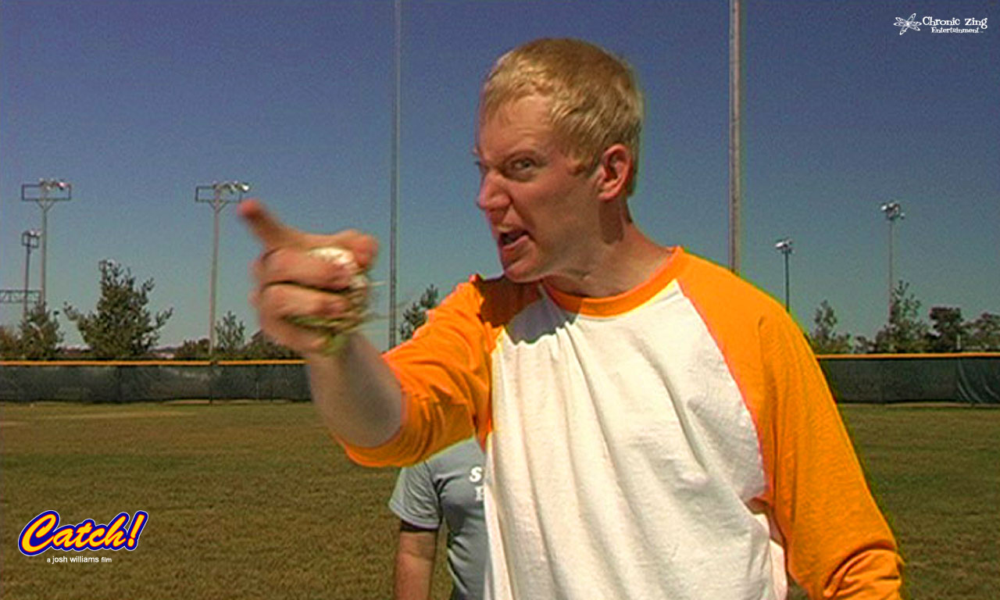 Chronic Zing
Entertainment
S
Catch!
a josh williams film